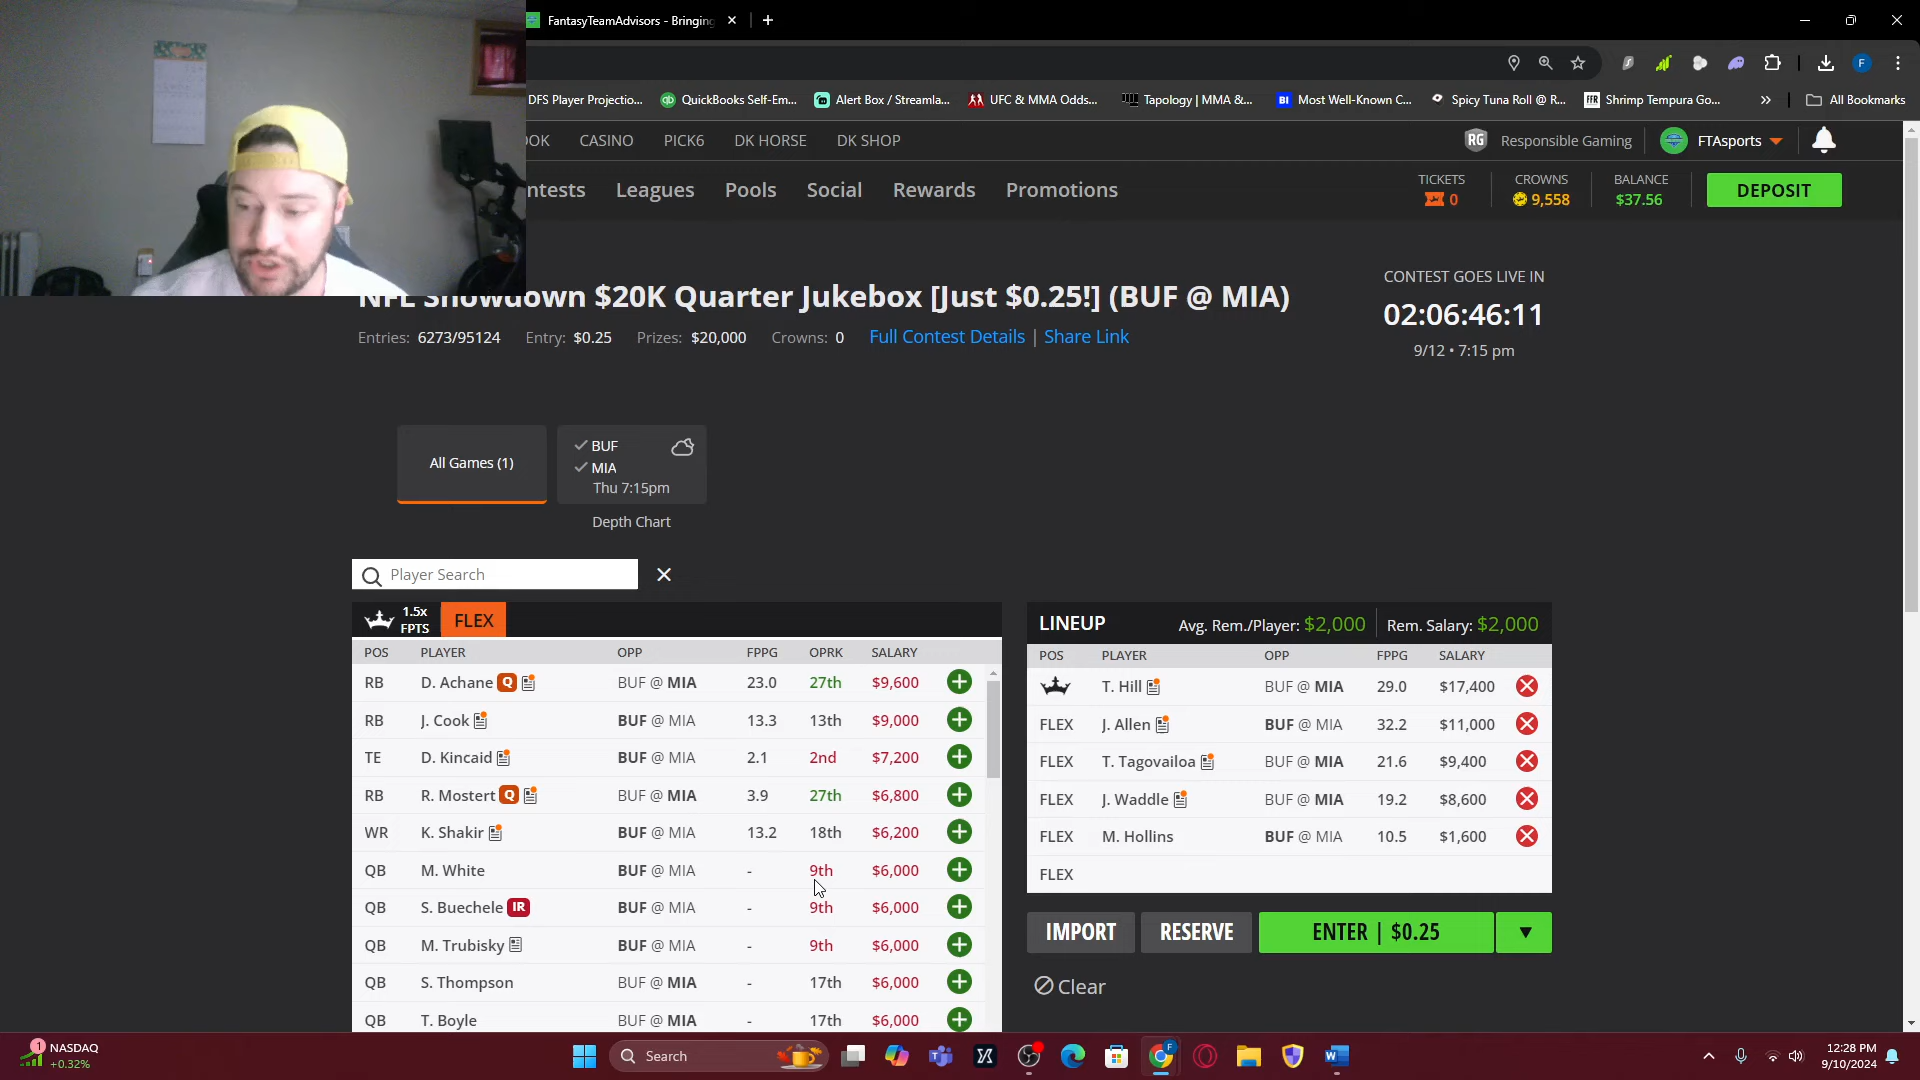 FantasyTeamAdvisors - Bringing
DFS Player Projectio...
QuickBooks Self-Em...
Alert Box / Streamla...
UFC & MMA Odds...
Tapology | MMA &...
BI Most Well-Known C...
Spicy Tuna Roll @ R...
FFR Shrimp Tempura Go...
»
All Bookmarks
OK CASINO PICK6 DK HORSE DK SHOP
RG Responsible Gaming FTAsports
ntests Leagues Pools Social Rewards Promotions
TICKETS CROWNS BALANCE
0 9,558 $37.56
DEPOSIT
NFL Showdown $20K Quarter Jukebox [Just $0.25!] (BUF @ MIA)
Entries: 6273/95124 Entry: $0.25 Prizes: $20,000 Crowns: 0 Full Contest Details | Share Link
CONTEST GOES LIVE IN
02:06:46:11
9/12 • 7:15 pm
All Games (1)
BUF
MIA
Thu 7:15pm
Depth Chart
Player Search
1.5x
FPTS
FLEX
POS PLAYER OPP FPPG OPRK SALARY
RB D. Achane Q BUF @ MIA 23.0 27th $9,600
RB J. Cook BUF @ MIA 13.3 13th $9,000
TE D. Kincaid BUF @ MIA 2.1 2nd $7,200
RB R. Mostert Q BUF @ MIA 3.9 27th $6,800
WR K. Shakir BUF @ MIA 13.2 18th $6,200
QB M. White BUF @ MIA - 9th $6,000
QB S. Buechele IR BUF @ MIA - 9th $6,000
QB M. Trubisky BUF @ MIA - 9th $6,000
QB S. Thompson BUF @ MIA - 17th $6,000
QB T. Boyle BUF @ MIA - 17th $6,000
LINEUP Avg. Rem./Player: $2,000 Rem. Salary: $2,000
POS PLAYER OPP FPPG SALARY
T. Hill BUF @ MIA 29.0 $17,400
FLEX J. Allen BUF @ MIA 32.2 $11,000
FLEX T. Tagovailoa BUF @ MIA 21.6 $9,400
FLEX J. Waddle BUF @ MIA 19.2 $8,600
FLEX M. Hollins BUF @ MIA 10.5 $1,600
FLEX
IMPORT RESERVE ENTER | $0.25
Clear
1 NASDAQ
+0.32%
Search
12:28 PM
9/10/2024